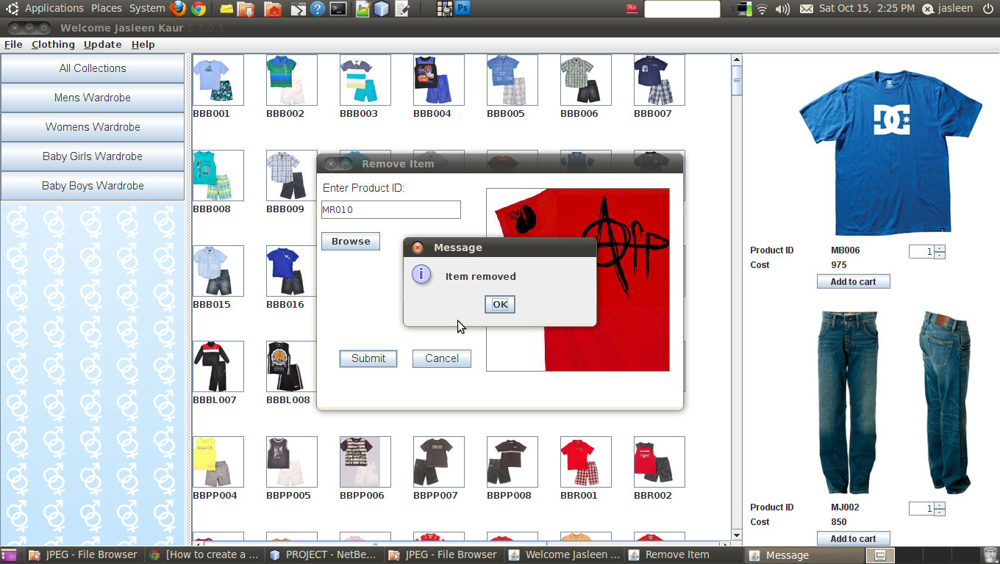 Applications Places System
Aa
Sat Oct 15, 2:25 PM jasleen
Welcome Jasleen Kaur E 7.0.1
File Clothing Update Help
All Collections
Mens Wardrobe
Womens Wardrobe
Baby Girls Wardrobe
Baby Boys Wardrobe
BBB001 BBB002 BBB003 BBB004 BBB005 BBB006 BBB007
BBB008 BBB009
BBB015 BBB016
BBBL007 BBBL008
BBPP004 BBPP005 BBPP006 BBPP007 BBPP008 BBR001 BBR002
Remove Item
Enter Product ID:
MR010
Browse
Submit Cancel
Message
Item removed
OK
DC
Product ID MB006 1
Cost 975
Add to cart
Product ID MJ002 1
Cost 850
Add to cart
JPEG - File Browser [How to create a ... PROJECT - NetBe... JPEG - File Browser Welcome Jasleen ... Remove Item Message